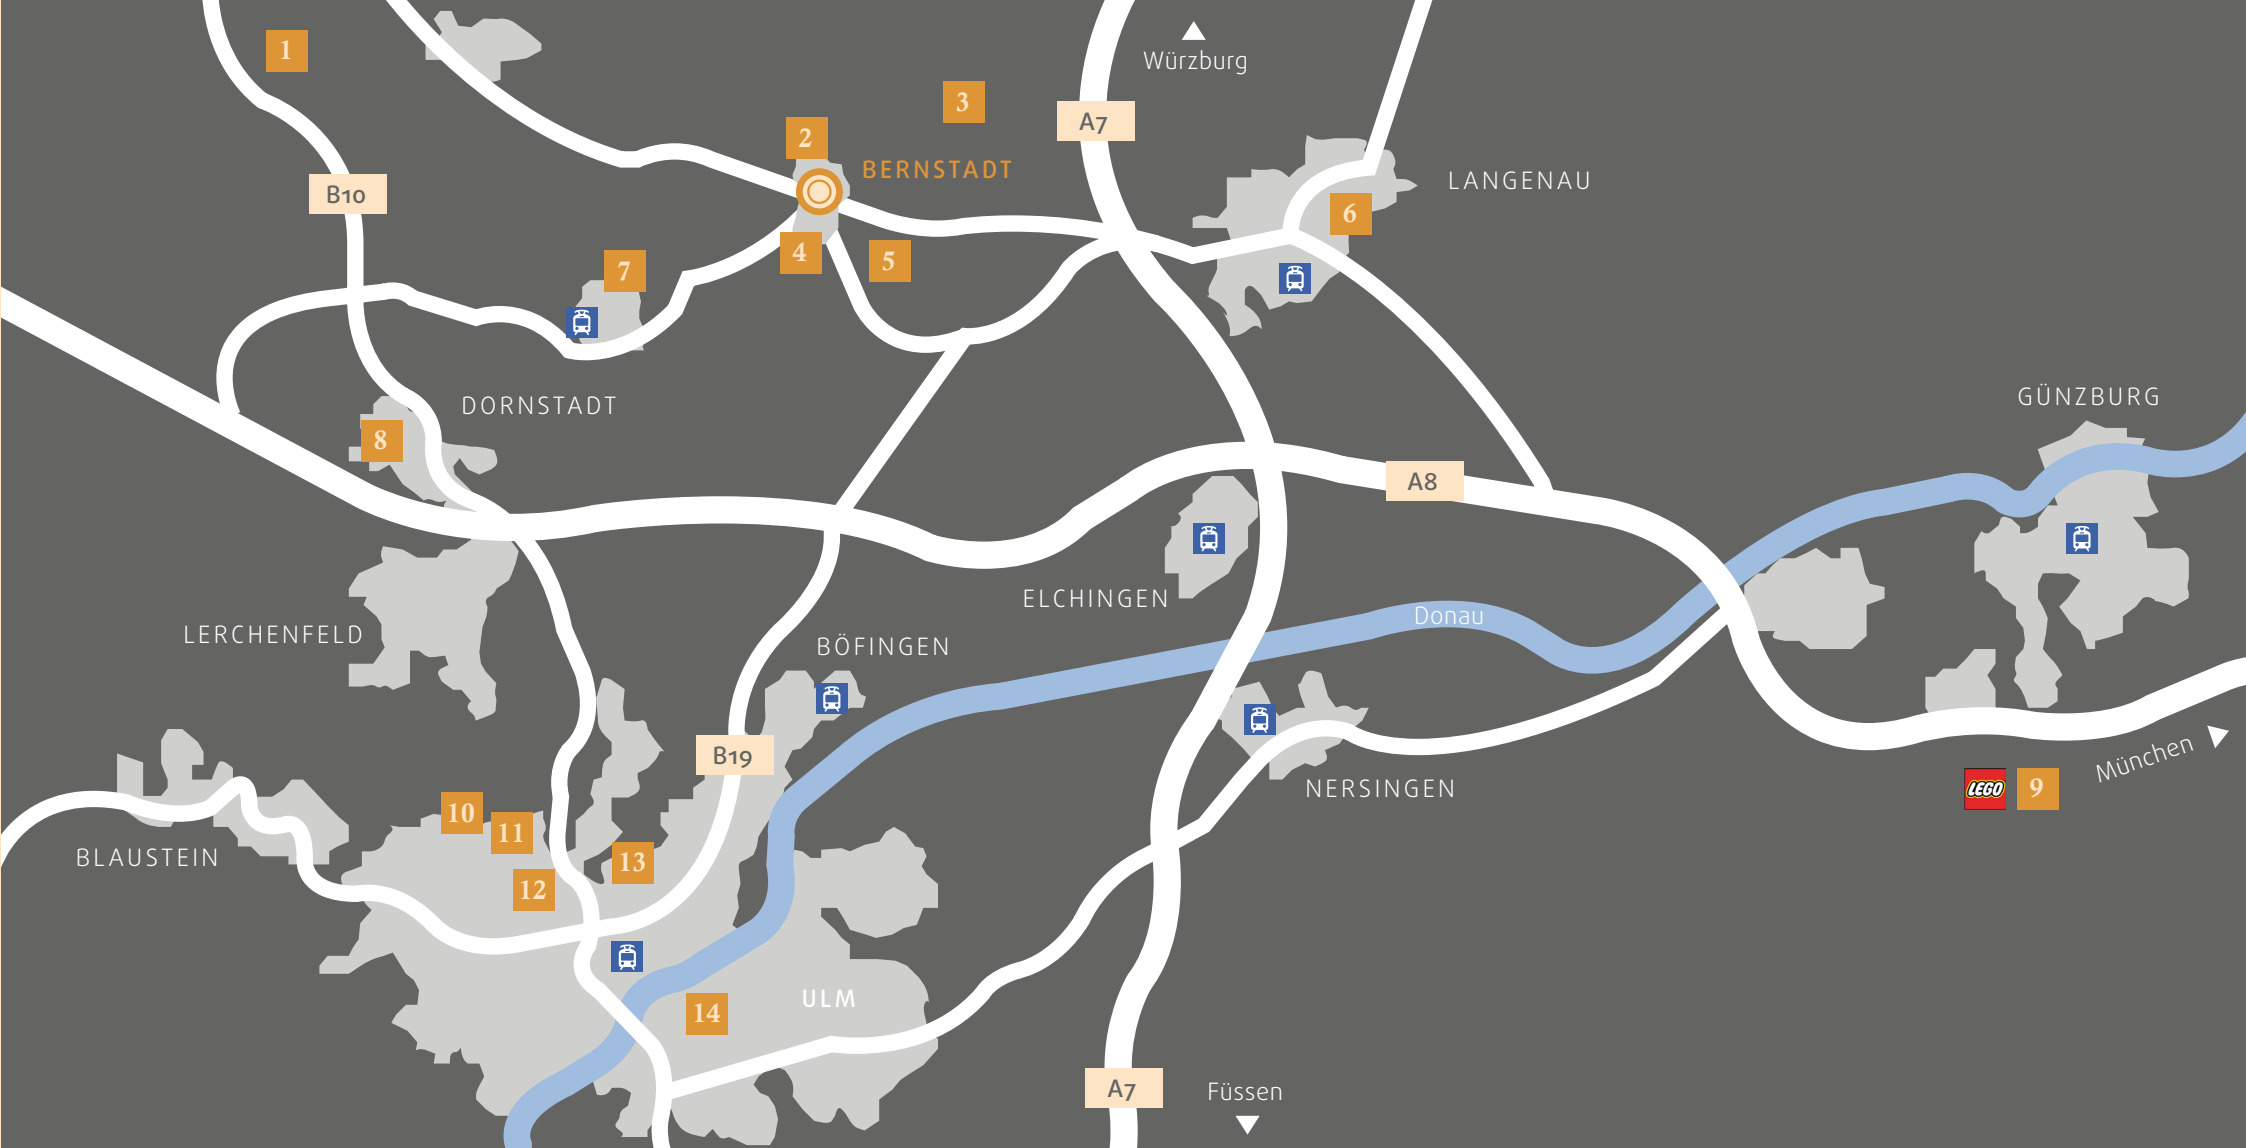 1
Würzburg
3
A7
2
BERNSTADT
LANGENAU
B10
6
4
5
7
GÜNZBURG
DORNSTADT
8
A8
ELCHINGEN
Donau
LERCHENFELD
BÖFINGEN
B19
München
NERSINGEN
LEGO
9
10
11
BLAUSTEIN
13
12
ULM
14
A7
Füssen